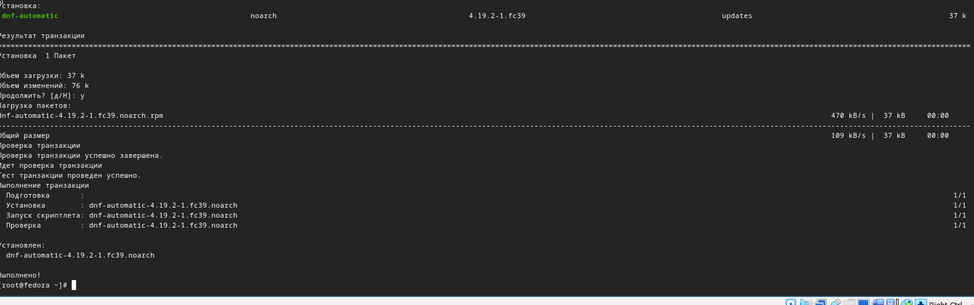 Установка:
dnf-automatic noarch 4.19.2-1.fc39 updates 37 k
Результат транзакции
================================================================================
Установка 1 Пакет
Объем загрузки: 37 k
Объем изменений: 76 k
Продолжить? [д/Н]: y
Загрузка пакетов:
dnf-automatic-4.19.2-1.fc39.noarch.rpm 470 kB/s | 37 kB 00:00
--------------------------------------------------------------------------------
Общий размер 109 kB/s | 37 kB 00:00
Проверка транзакции
Проверка транзакции успешно завершена.
Идет проверка транзакции
Тест транзакции проведен успешно.
Выполнение транзакции
Подготовка : 1/1
Установка : dnf-automatic-4.19.2-1.fc39.noarch 1/1
Запуск скриптлета: dnf-automatic-4.19.2-1.fc39.noarch 1/1
Проверка : dnf-automatic-4.19.2-1.fc39.noarch 1/1
Установлен:
dnf-automatic-4.19.2-1.fc39.noarch
Выполнено!
[root@fedora ~]#
Right Ctrl